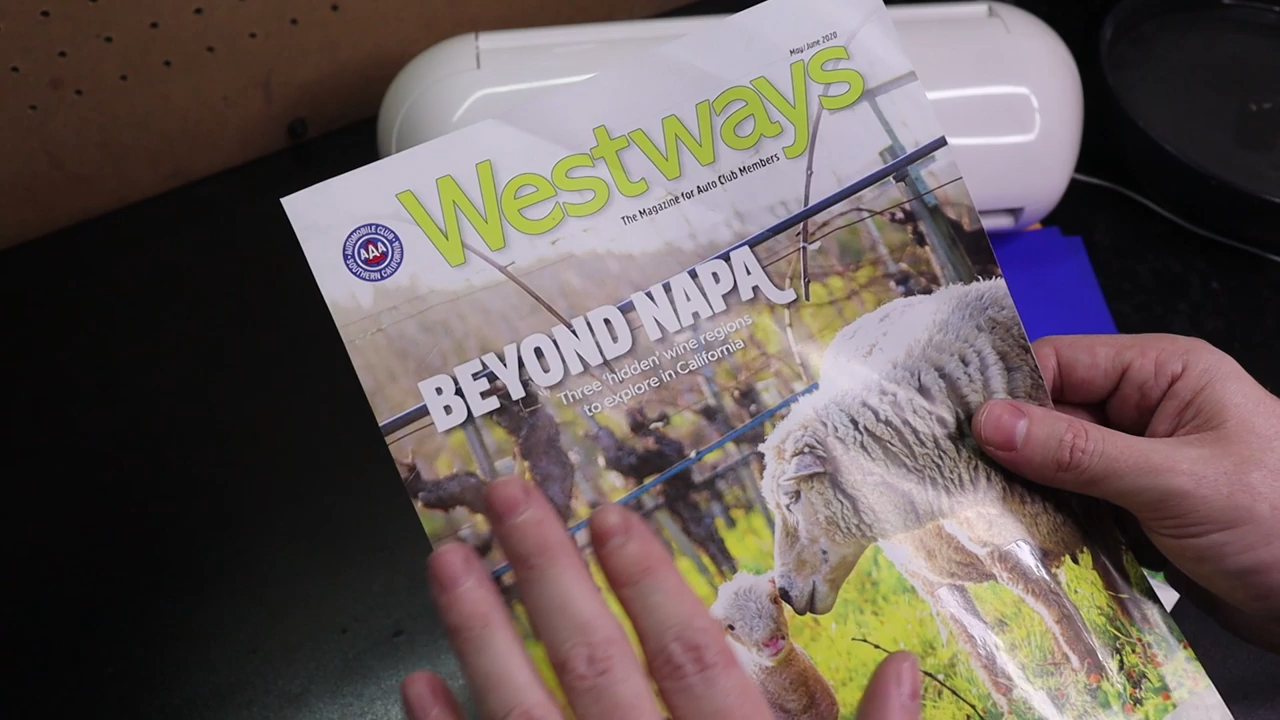 May/June 2020
Westways
The Magazine for Auto Club Members
AUTOMOBILE CLUB
AAA
SOUTHERN CALIFORNIA
BEYOND NAPA
Three 'hidden' wine regions
to explore in California